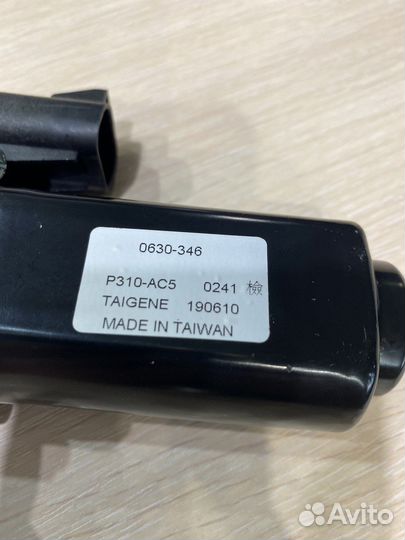 0630-346
P310-AC5 0241 檢
TAIGENE 190610
MADE IN TAIWAN
Avito